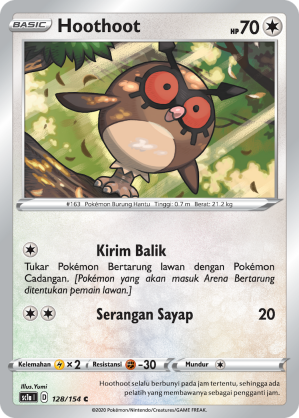 BASIC Hoothoot HP 70
#163 Pokémon Burung Hantu Tinggi: 0.7 m Berat: 21.2 kg
Kirim Balik
Tukar Pokémon Bertarung lawan dengan Pokémon
Cadangan. [Pokémon yang akan masuk Arena Bertarung
ditentukan pemain lawan.]
Serangan Sayap 20
Kelemahan ×2 Resistansi -30 Mundur
Illus. Yumi
sc1a I D 128/154 C
Hoothoot selalu berbunyi pada jam tertentu, sehingga ada
pelatih yang membawanya sebagai pengganti jam.
©2020 Pokémon/Nintendo/Creatures/GAME FREAK.